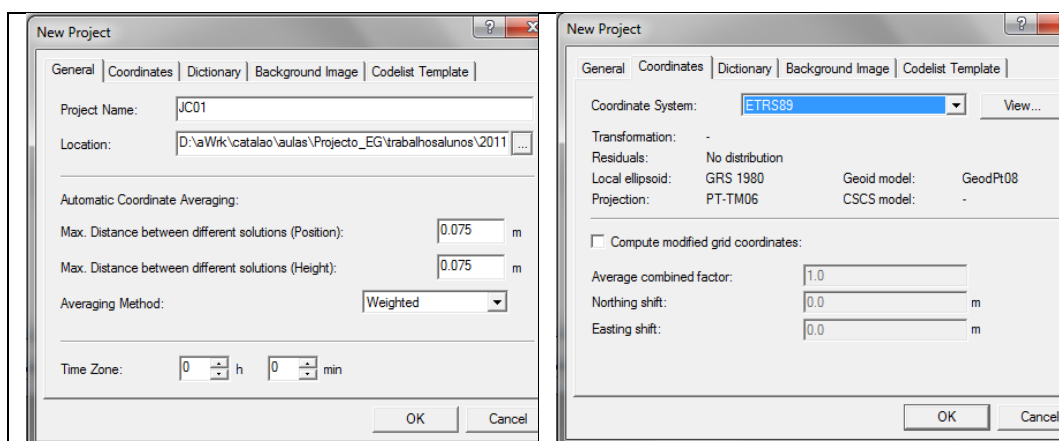 New Project
General Coordinates Dictionary Background Image Codelist Template
Project Name: JC01
Location: D:\aWrk\catalao\aulas\Projecto_EG\trabalhosalunos\2011 ...
Automatic Coordinate Averaging:
Max. Distance between different solutions (Position): 0.075 m
Max. Distance between different solutions (Height): 0.075 m
Averaging Method: Weighted
Time Zone: 0 h 0 min
OK Cancel
New Project
General Coordinates Dictionary Background Image Codelist Template
Coordinate System: ETRS89 View...
Transformation: -
Residuals: No distribution
Local ellipsoid: GRS 1980 Geoid model: GeodPt08
Projection: PT-TM06 CSCS model: -
Compute modified grid coordinates:
Average combined factor: 1.0
Northing shift: 0.0 m
Easting shift: 0.0 m
OK Cancel